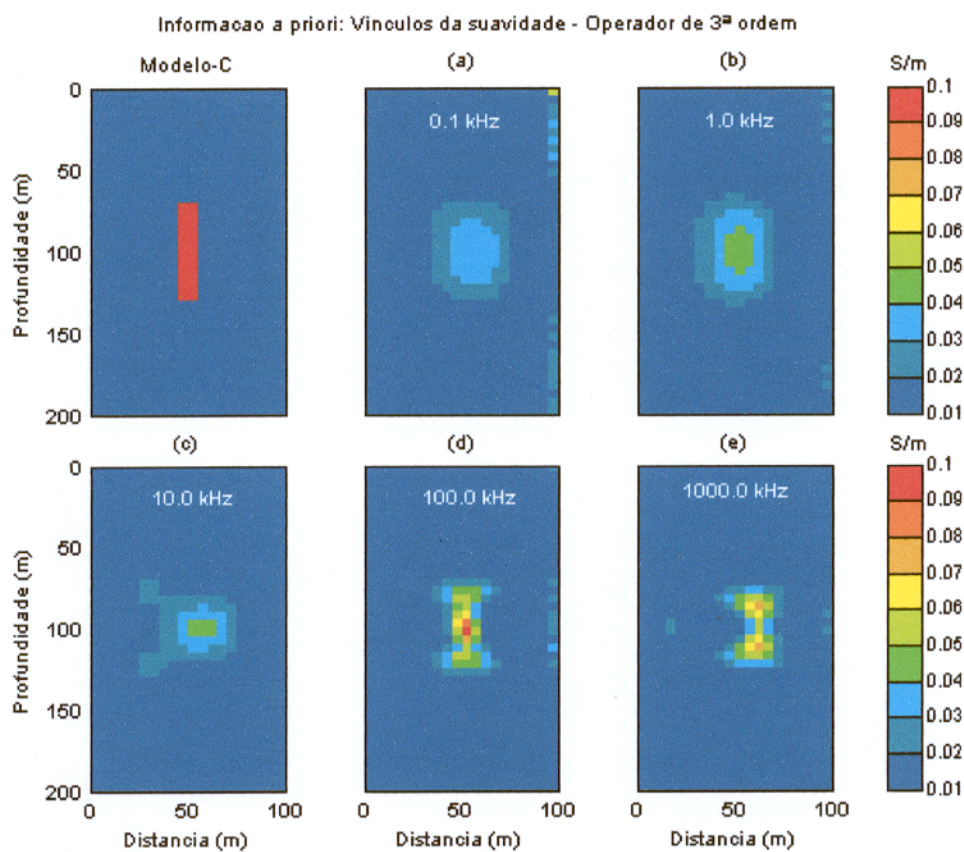 Informacao a priori: Vinculos da suavidade - Operador de 3ª ordem
Modelo-C
(a)
(b)
S/m
0
50
100
150
200
Profundidade (m)
0.1 kHz
1.0 kHz
0.1
0.09
0.08
0.07
0.06
0.05
0.04
0.03
0.02
0.01
(c)
(d)
(e)
S/m
0
50
100
150
200
Profundidade (m)
10.0 kHz
100.0 kHz
1000.0 kHz
0.1
0.09
0.08
0.07
0.06
0.05
0.04
0.03
0.02
0.01
0 50 100
0 50 100
0 50 100
Distancia (m)
Distancia (m)
Distancia (m)